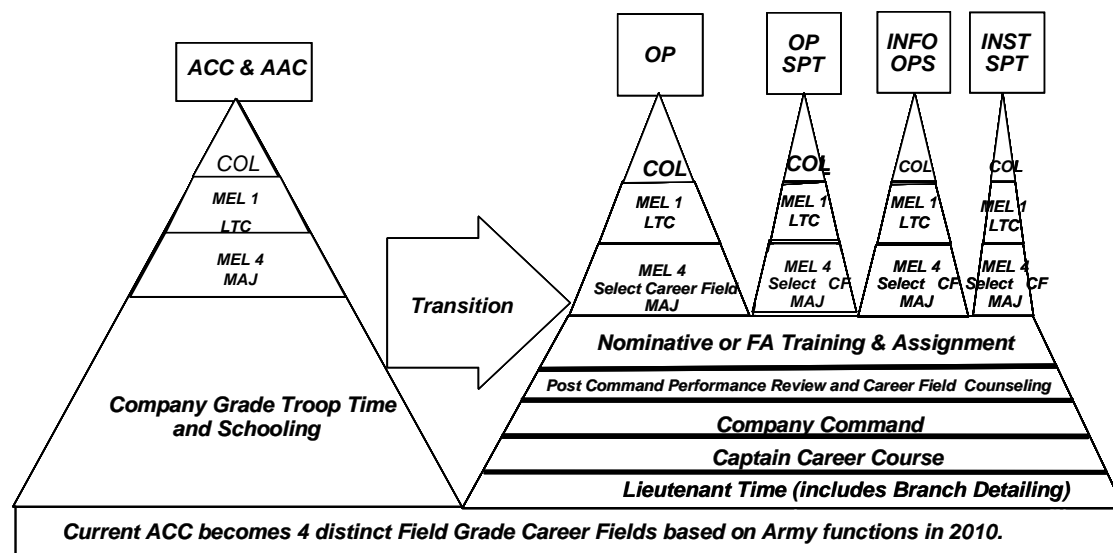 ACC & AAC
COL
MEL 1
LTC
MEL 4
MAJ
Company Grade Troop Time
and Schooling
Transition
OP
COL
MEL 1
LTC
MEL 4
Select Career Field
MAJ
OP
SPT
COL
MEL 1
LTC
MEL 4
Select CF
MAJ
INFO
OPS
COL
MEL 1
LTC
MEL 4
Select CF
MAJ
INST
SPT
COL
MEL 1
LTC
MEL 4
Select CF
MAJ
Nominative or FA Training & Assignment
Post Command Performance Review and Career Field Counseling
Company Command
Captain Career Course
Lieutenant Time (includes Branch Detailing)
Current ACC becomes 4 distinct Field Grade Career Fields based on Army functions in 2010.